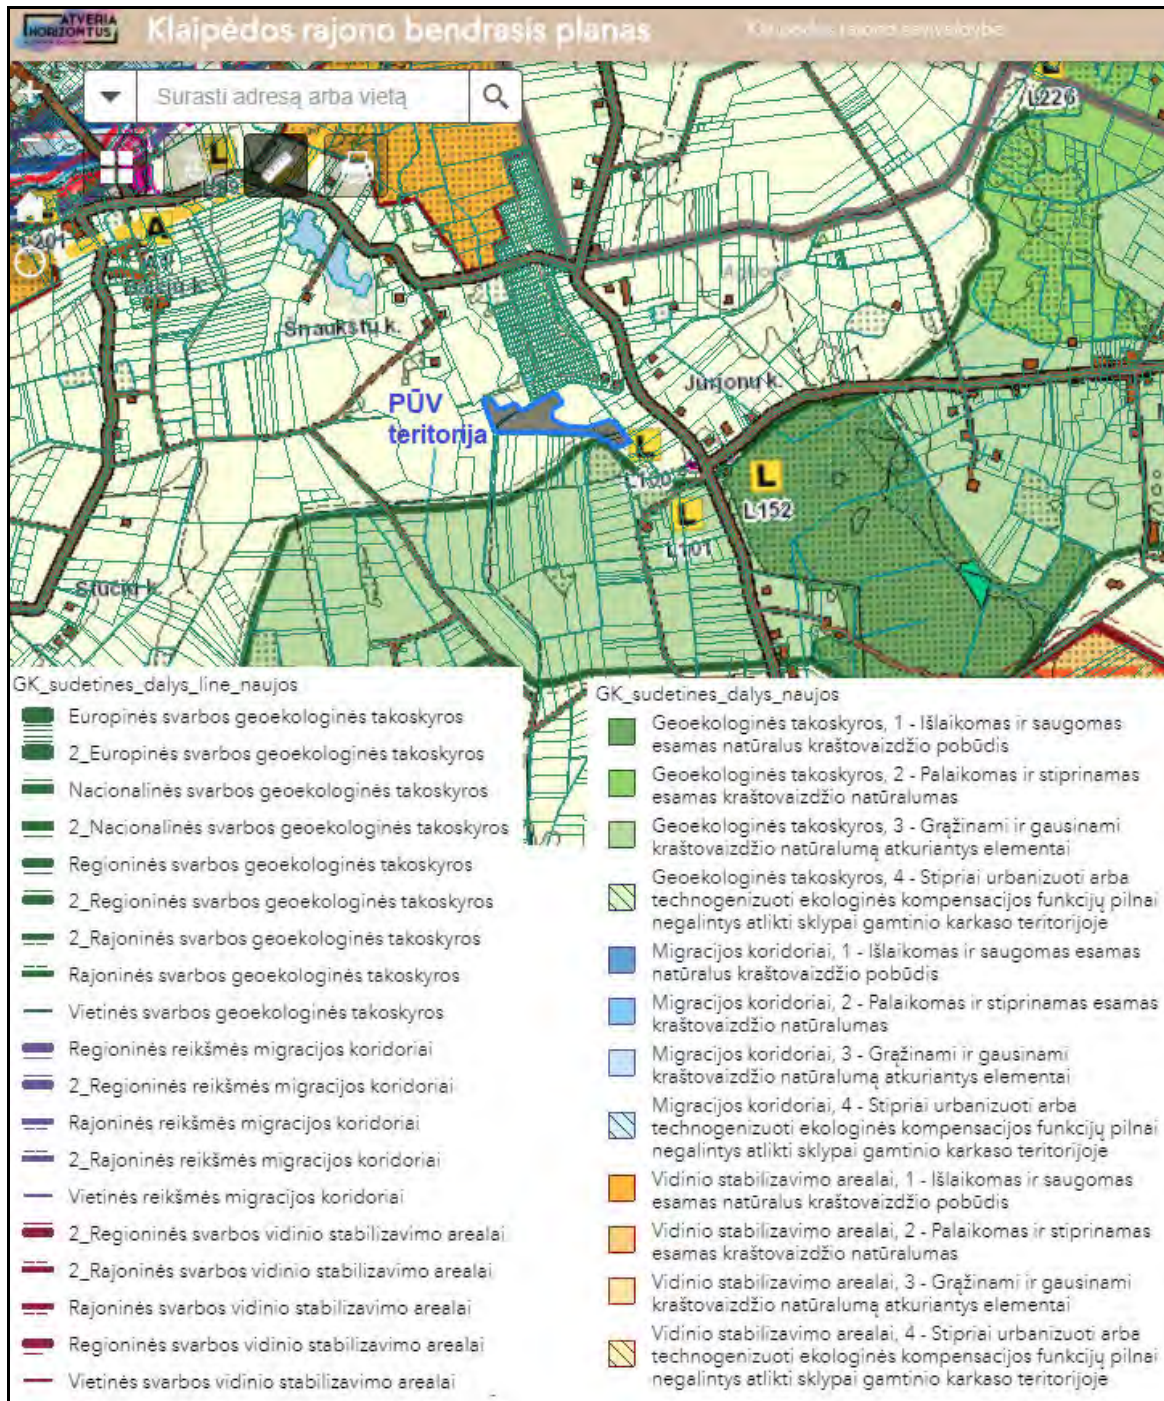 ATVERIA
HORIZONTUS
Klaipėdos rajono bendrasis planas
Klaipėdos rajono savivaldybė
Surasti adresą arba vietą
L226
L
L201
A
Šnaukštų k.
Jurjonų k.
PŪV
teritorija
L
L100
L
L152
L
L101
Stučių k.
GK_sudetines_dalys_line_naujos
Europinės svarbos geoekologinės takoskyros
2_Europinės svarbos geoekologinės takoskyros
Nacionalinės svarbos geoekologinės takoskyros
2_Nacionalinės svarbos geoekologinės takoskyros
Regioninės svarbos geoekologinės takoskyros
2_Regioninės svarbos geoekologinės takoskyros
2_Rajoninės svarbos geoekologinės takoskyros
Rajoninės svarbos geoekologinės takoskyros
Vietinės svarbos geoekologinės takoskyros
Regioninės reikšmės migracijos koridoriai
2_Regioninės reikšmės migracijos koridoriai
Rajoninės reikšmės migracijos koridoriai
2_Rajoninės reikšmės migracijos koridoriai
Vietinės reikšmės migracijos koridoriai
2_Regioninės svarbos vidinio stabilizavimo arealai
2_Rajoninės svarbos vidinio stabilizavimo arealai
Rajoninės svarbos vidinio stabilizavimo arealai
Regioninės svarbos vidinio stabilizavimo arealai
Vietinės svarbos vidinio stabilizavimo arealai
GK_sudetines_dalys_naujos
Geoekologinės takoskyros, 1 - Išlaikomas ir saugomas
esamas natūralus kraštovaizdžio pobūdis
Geoekologinės takoskyros, 2 - Palaikomas ir stiprinamas
esamas kraštovaizdžio natūralumas
Geoekologinės takoskyros, 3 - Grąžinami ir gausinami
kraštovaizdžio natūralumą atkuriantys elementai
Geoekologinės takoskyros, 4 - Stipriai urbanizuoti arba
technogenizuoti ekologinės kompensacijos funkcijų pilnai
negalintys atlikti sklypai gamtinio karkaso teritorijoje
Migracijos koridoriai, 1 - Išlaikomas ir saugomas esamas
natūralus kraštovaizdžio pobūdis
Migracijos koridoriai, 2 - Palaikomas ir stiprinamas esamas
kraštovaizdžio natūralumas
Migracijos koridoriai, 3 - Grąžinami ir gausinami
kraštovaizdžio natūralumą atkuriantys elementai
Migracijos koridoriai, 4 - Stipriai urbanizuoti arba
technogenizuoti ekologinės kompensacijos funkcijų pilnai
negalintys atlikti sklypai gamtinio karkaso teritorijoje
Vidinio stabilizavimo arealai, 1 - Išlaikomas ir saugomas
esamas natūralus kraštovaizdžio pobūdis
Vidinio stabilizavimo arealai, 2 - Palaikomas ir stiprinamas
esamas kraštovaizdžio natūralumas
Vidinio stabilizavimo arealai, 3 - Grąžinami ir gausinami
kraštovaizdžio natūralumą atkuriantys elementai
Vidinio stabilizavimo arealai, 4 - Stipriai urbanizuoti arba
technogenizuoti ekologinės kompensacijos funkcijų pilnai
negalintys atlikti sklypai gamtinio karkaso teritorijoje